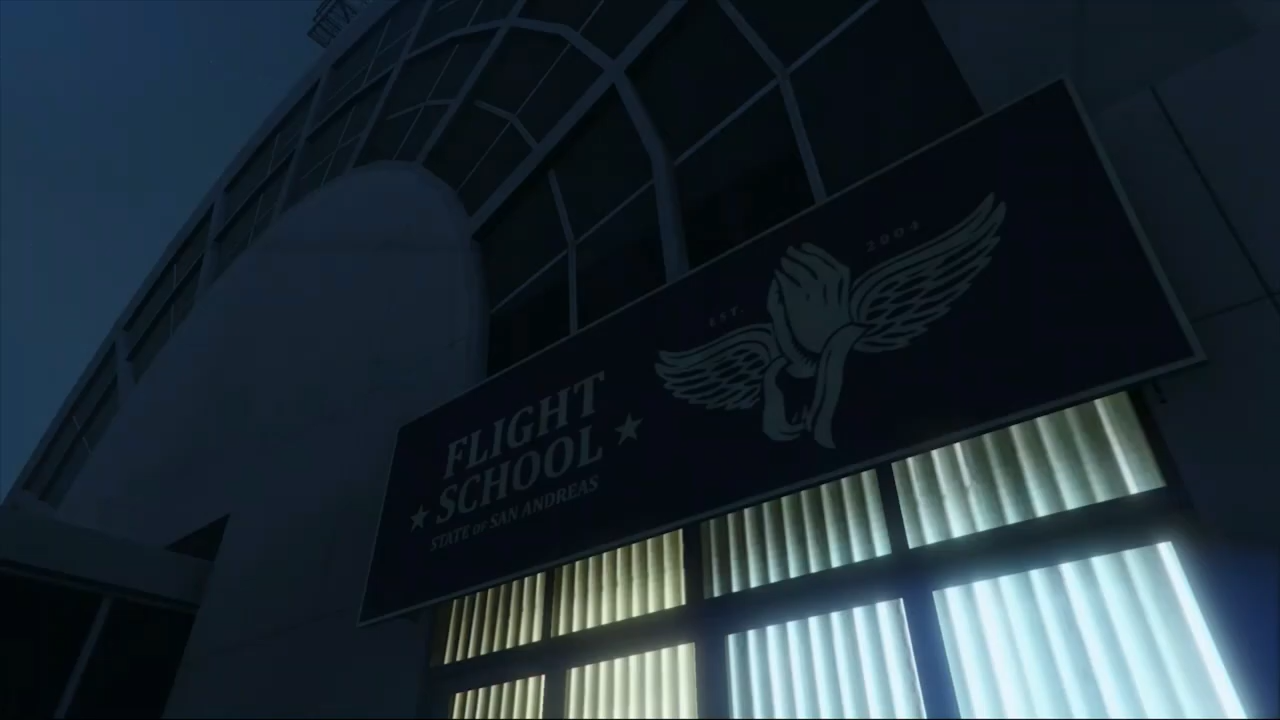 EST. 2004
FLIGHT
SCHOOL
STATE OF SAN ANDREAS